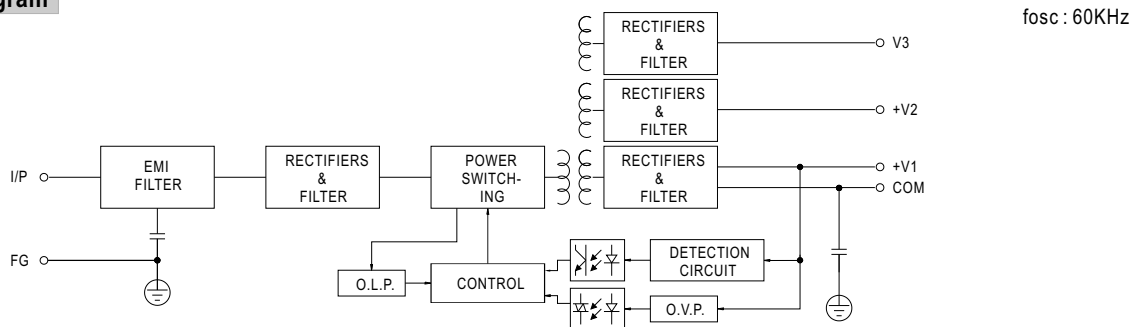 gram
fosc : 60KHz
RECTIFIERS
&
FILTER
V3
RECTIFIERS
&
FILTER
+V2
I/P
EMI
FILTER
RECTIFIERS
&
FILTER
POWER
SWITCH-
ING
RECTIFIERS
&
FILTER
+V1
COM
FG
O.L.P.
CONTROL
DETECTION
CIRCUIT
O.V.P.